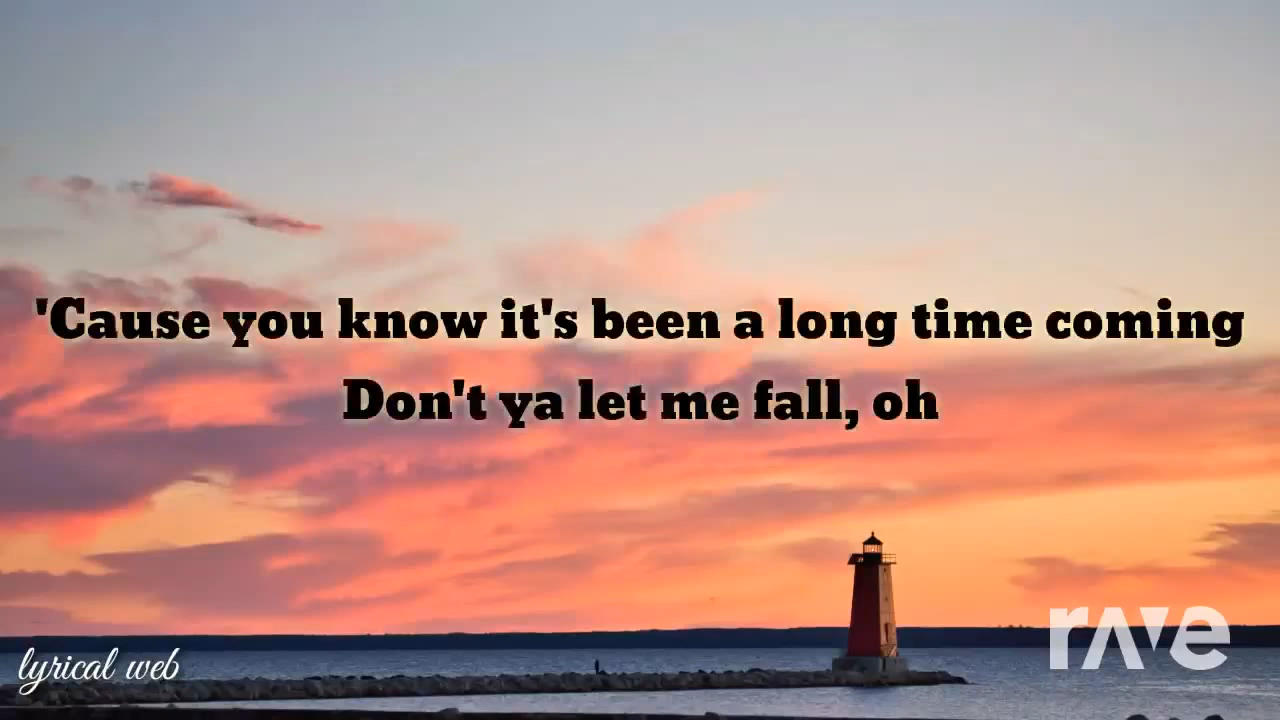 'Cause you know it's been a long time coming
Don't ya let me fall, oh
rave
lyrical web